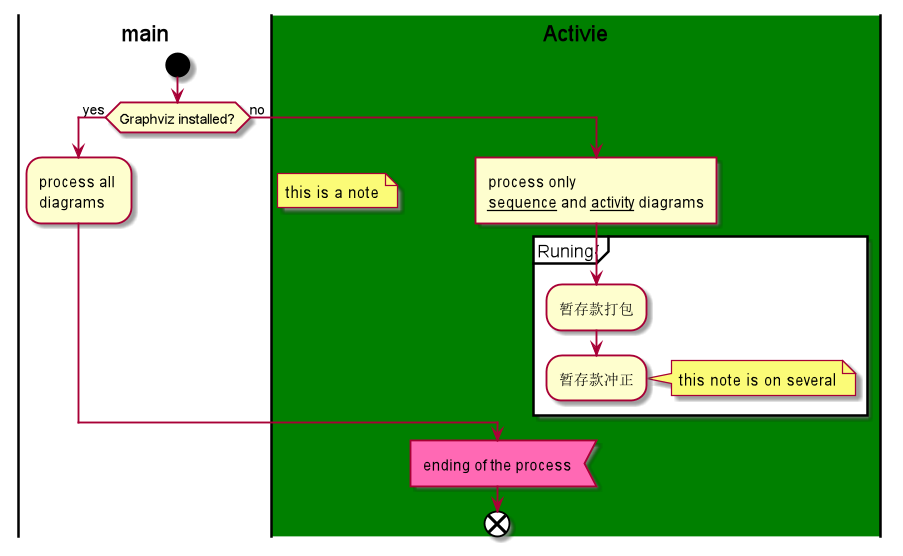 main
Activie
yes
Graphviz installed?
no
process all
diagrams
this is a note
process only
sequence and activity diagrams
Runing
暂存款打包
暂存款冲正
this note is on several
ending of the process